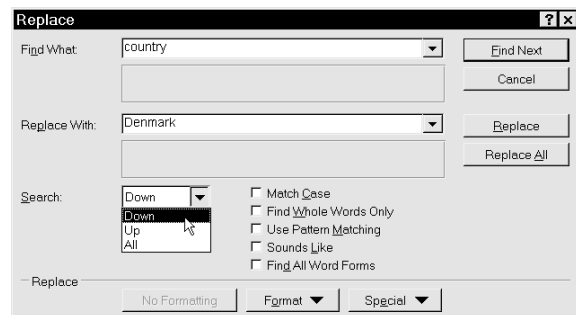 Replace
Find What:
country
Find Next
Cancel
Replace With:
Denmark
Replace
Replace All
Search:
Down
Down
Up
All
Match Case
Find Whole Words Only
Use Pattern Matching
Sounds Like
Find All Word Forms
Replace
No Formatting
Format
Special